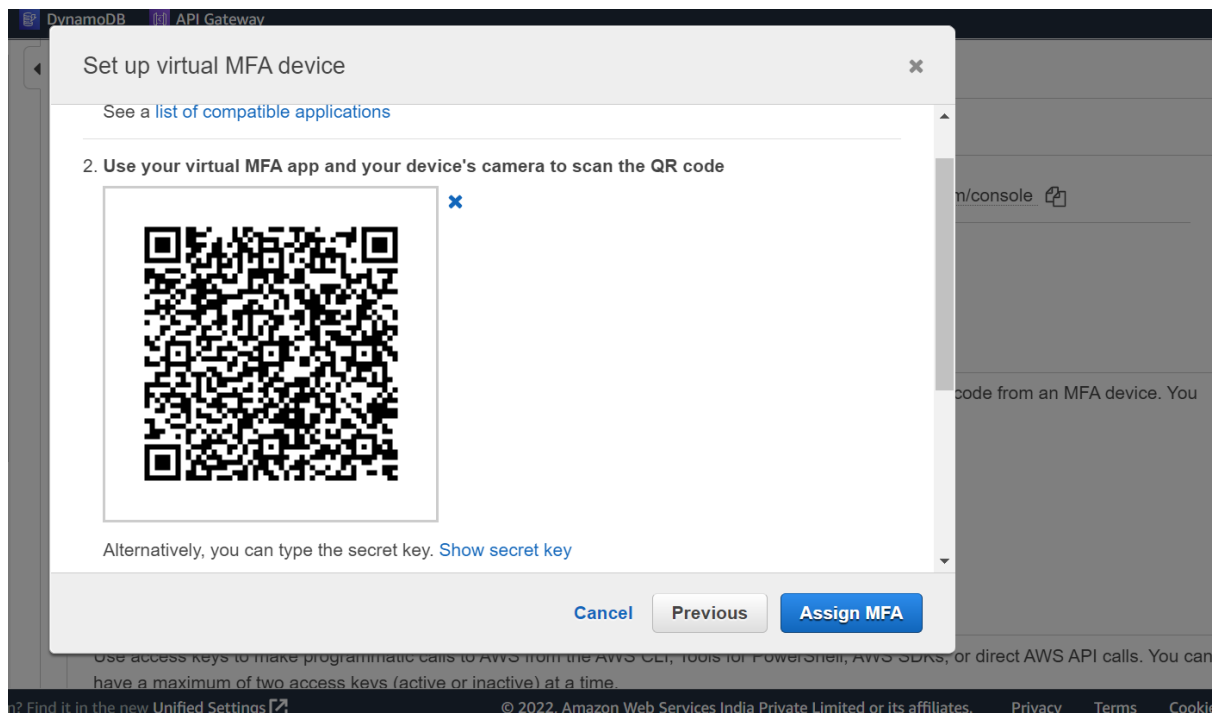 DynamoDB API Gateway
Set up virtual MFA device
See a list of compatible applications
2. Use your virtual MFA app and your device's camera to scan the QR code
Alternatively, you can type the secret key. Show secret key
Cancel Previous Assign MFA
m/console
code from an MFA device. You
Use access keys to make programmatic calls to AWS from the AWS CLI, Tools for PowerShell, AWS SDKs, or direct AWS API calls. You can
have a maximum of two access keys (active or inactive) at a time.
n? Find it in the new Unified Settings © 2022, Amazon Web Services India Private Limited or its affiliates. Privacy Terms Cookie